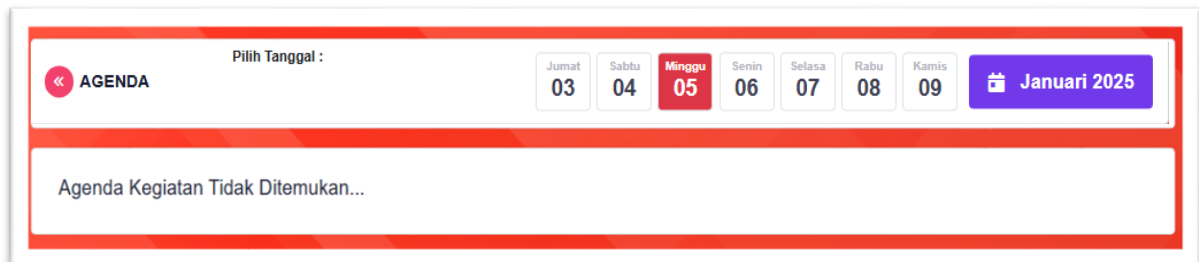 Pilih Tanggal :
AGENDA
Jumat
03
Sabtu
04
Minggu
05
Senin
06
Selasa
07
Rabu
08
Kamis
09
Januari 2025
Agenda Kegiatan Tidak Ditemukan...